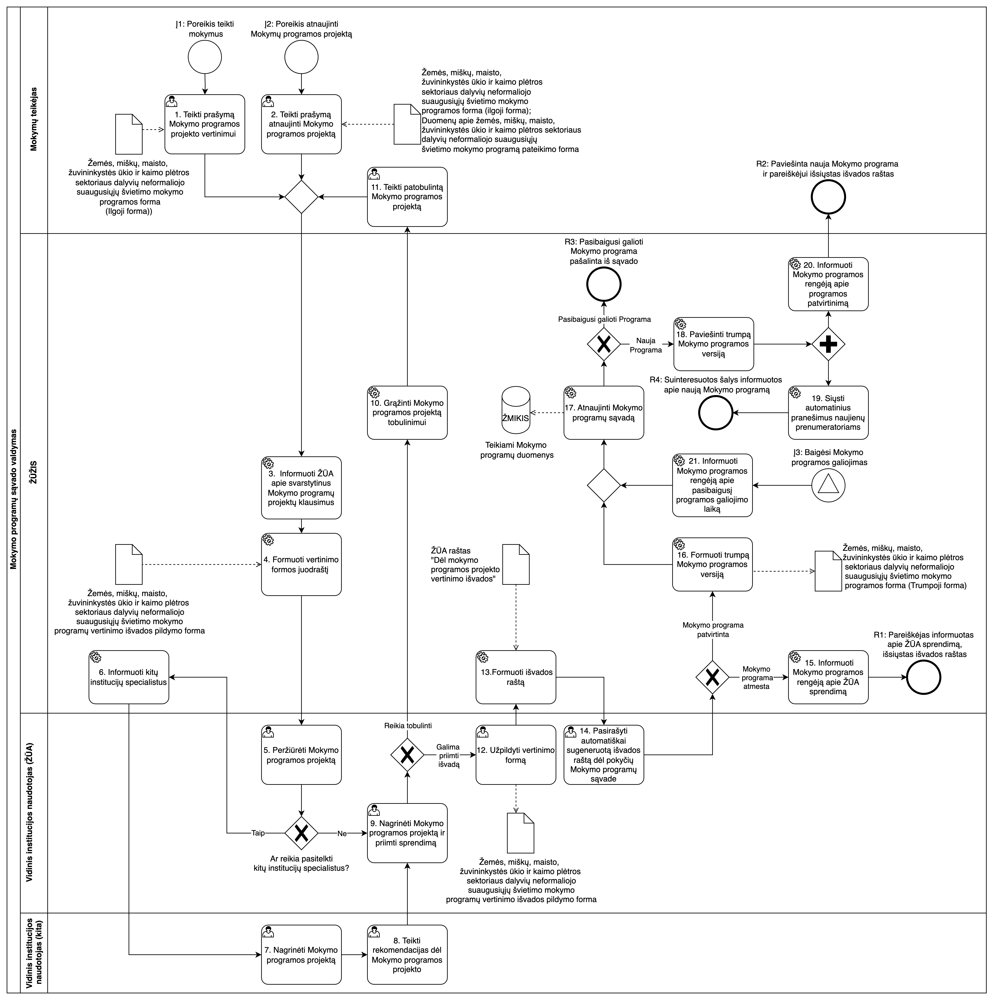 Mokymo programų sąvado valdymas
Mokymų teikėjas
Į1: Poreikis teikti
mokymus
Į2: Poreikis atnaujinti
Mokymų programos projektą
1. Teikti prašymą
Mokymo programos
projekto vertinimui
2. Teikti prašymą
atnaujinti Mokymo
programos projektą
Žemės, miškų, maisto,
žuvininkystės ūkio ir kaimo plėtros
sektoriaus dalyvių neformaliojo
suaugusiųjų švietimo mokymo
programos forma (ilgoji forma);
Duomenų apie žemės, miškų, maisto,
žuvininkystės ūkio ir kaimo plėtros sektoriaus
dalyvių neformaliojo suaugusiųjų
švietimo mokymo programą pateikimo forma
Žemės, miškų, maisto,
žuvininkystės ūkio ir kaimo plėtros
sektoriaus dalyvių neformaliojo
suaugusiųjų švietimo mokymo
programos forma
(Ilgoji forma))
11. Teikti patobulintą
Mokymo programos
projektą
R2: Paviešinta nauja Mokymo programa
ir pareiškėjui išsiųstas išvados raštas
ŽŪŽIS
R3: Pasibaigusi galioti
Mokymo programa
pašalinta iš sąvado
20. Informuoti
Mokymo programos
rengėją apie
programos
patvirtinimą
Pasibaigusi galioti Programa
Nauja
Programa
18. Paviešinti trumpą
Mokymo programos
versiją
R4: Suinteresuotos šalys informuotos
apie naują Mokymo programą
10. Grąžinti Mokymo
programos projektą
tobulinimui
ŽMIKIS
Teikiami Mokymo
programų duomenys
17. Atnaujinti Mokymo
programų sąvadą
19. Siųsti
automatinius
pranešimus naujienų
prenumeratoriams
3. Informuoti ŽŪA
apie svarstytinus
Mokymo programų
projektų klausimus
21. Informuoti
Mokymo programos
rengėją apie
pasibaigusį
programos galiojimo
laiką
Į3: Baigėsi Mokymo
programos galiojimas
4. Formuoti vertinimo
formos juodraštį
Žemės, miškų, maisto,
žuvininkystės ūkio ir kaimo plėtros
sektoriaus dalyvių neformaliojo
suaugusiųjų švietimo mokymo
programų vertinimo išvados pildymo forma
ŽŪA raštas
"Dėl mokymo
programos projekto
vertinimo išvados"
16. Formuoti trumpą
Mokymo programos
versiją
Žemės, miškų, maisto,
žuvininkystės ūkio ir kaimo plėtros
sektoriaus dalyvių neformaliojo
suaugusiųjų švietimo mokymo
programos forma (Trumpoji forma)
Mokymo programa
patvirtinta
6. Informuoti kitų
institucijų specialistus
13.Formuoti išvados
raštą
Mokymo
programa
atmesta
15. Informuoti
Mokymo programos
rengėją apie ŽŪA
sprendimą
R1: Pareiškėjas informuotas
apie ŽŪA sprendimą,
išsiųstas išvados raštas
Vidinis institucijos naudotojas (ŽŪA)
5. Peržiūrėti Mokymo
programos projektą
Reikia tobulinti
Galima
priimti
išvadą
12. Užpildyti vertinimo
formą
14. Pasirašyti
automatiškai
sugeneruotą išvados
raštą dėl pokyčių
Mokymo programų
sąvade
Taip
Ne
Ar reikia pasitelkti
kitų institucijų specialistus?
9. Nagrinėti Mokymo
programos projektą ir
priimti sprendimą
Žemės, miškų, maisto,
žuvininkystės ūkio ir kaimo plėtros
sektoriaus dalyvių neformaliojo
suaugusiųjų švietimo mokymo
programų vertinimo išvados pildymo forma
Vidinis institucijos
naudotojas (kita)
7. Nagrinėti Mokymo
programos projektą
8. Teikti
rekomendacijas dėl
Mokymo programos
projekto